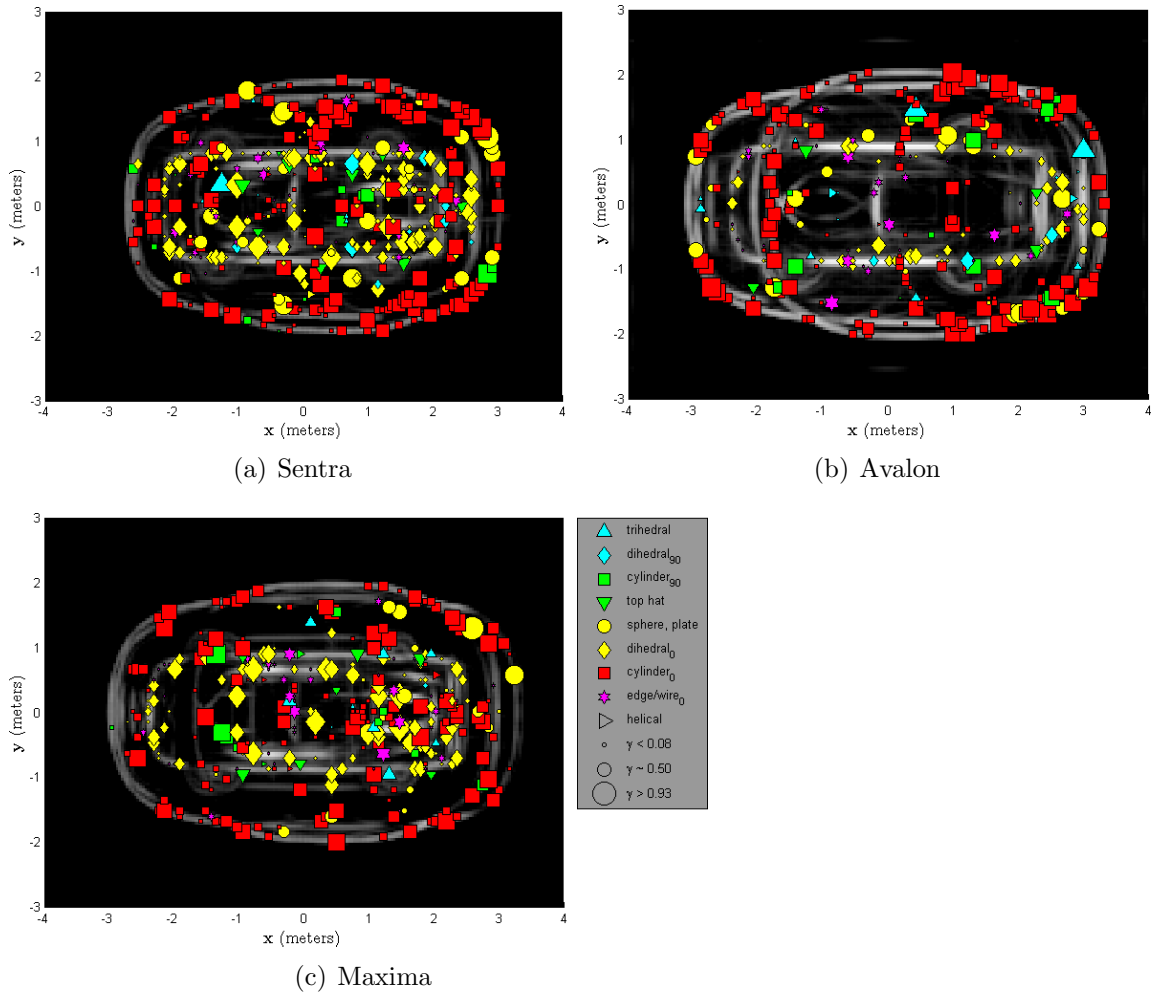 3
2
1
0
-1
-2
-3
y (meters)
-4 -3 -2 -1 0 1 2 3 4
x (meters)
(a) Sentra
3
2
1
0
-1
-2
-3
y (meters)
-4 -3 -2 -1 0 1 2 3 4
x (meters)
(b) Avalon
3
2
1
0
-1
-2
-3
y (meters)
-4 -3 -2 -1 0 1 2 3 4
x (meters)
(c) Maxima
trihedral
dihedral₉₀
cylinder₉₀
top hat
sphere, plate
dihedral₀
cylinder₀
edge/wire₀
helical
γ < 0.08
γ ~ 0.50
γ > 0.93